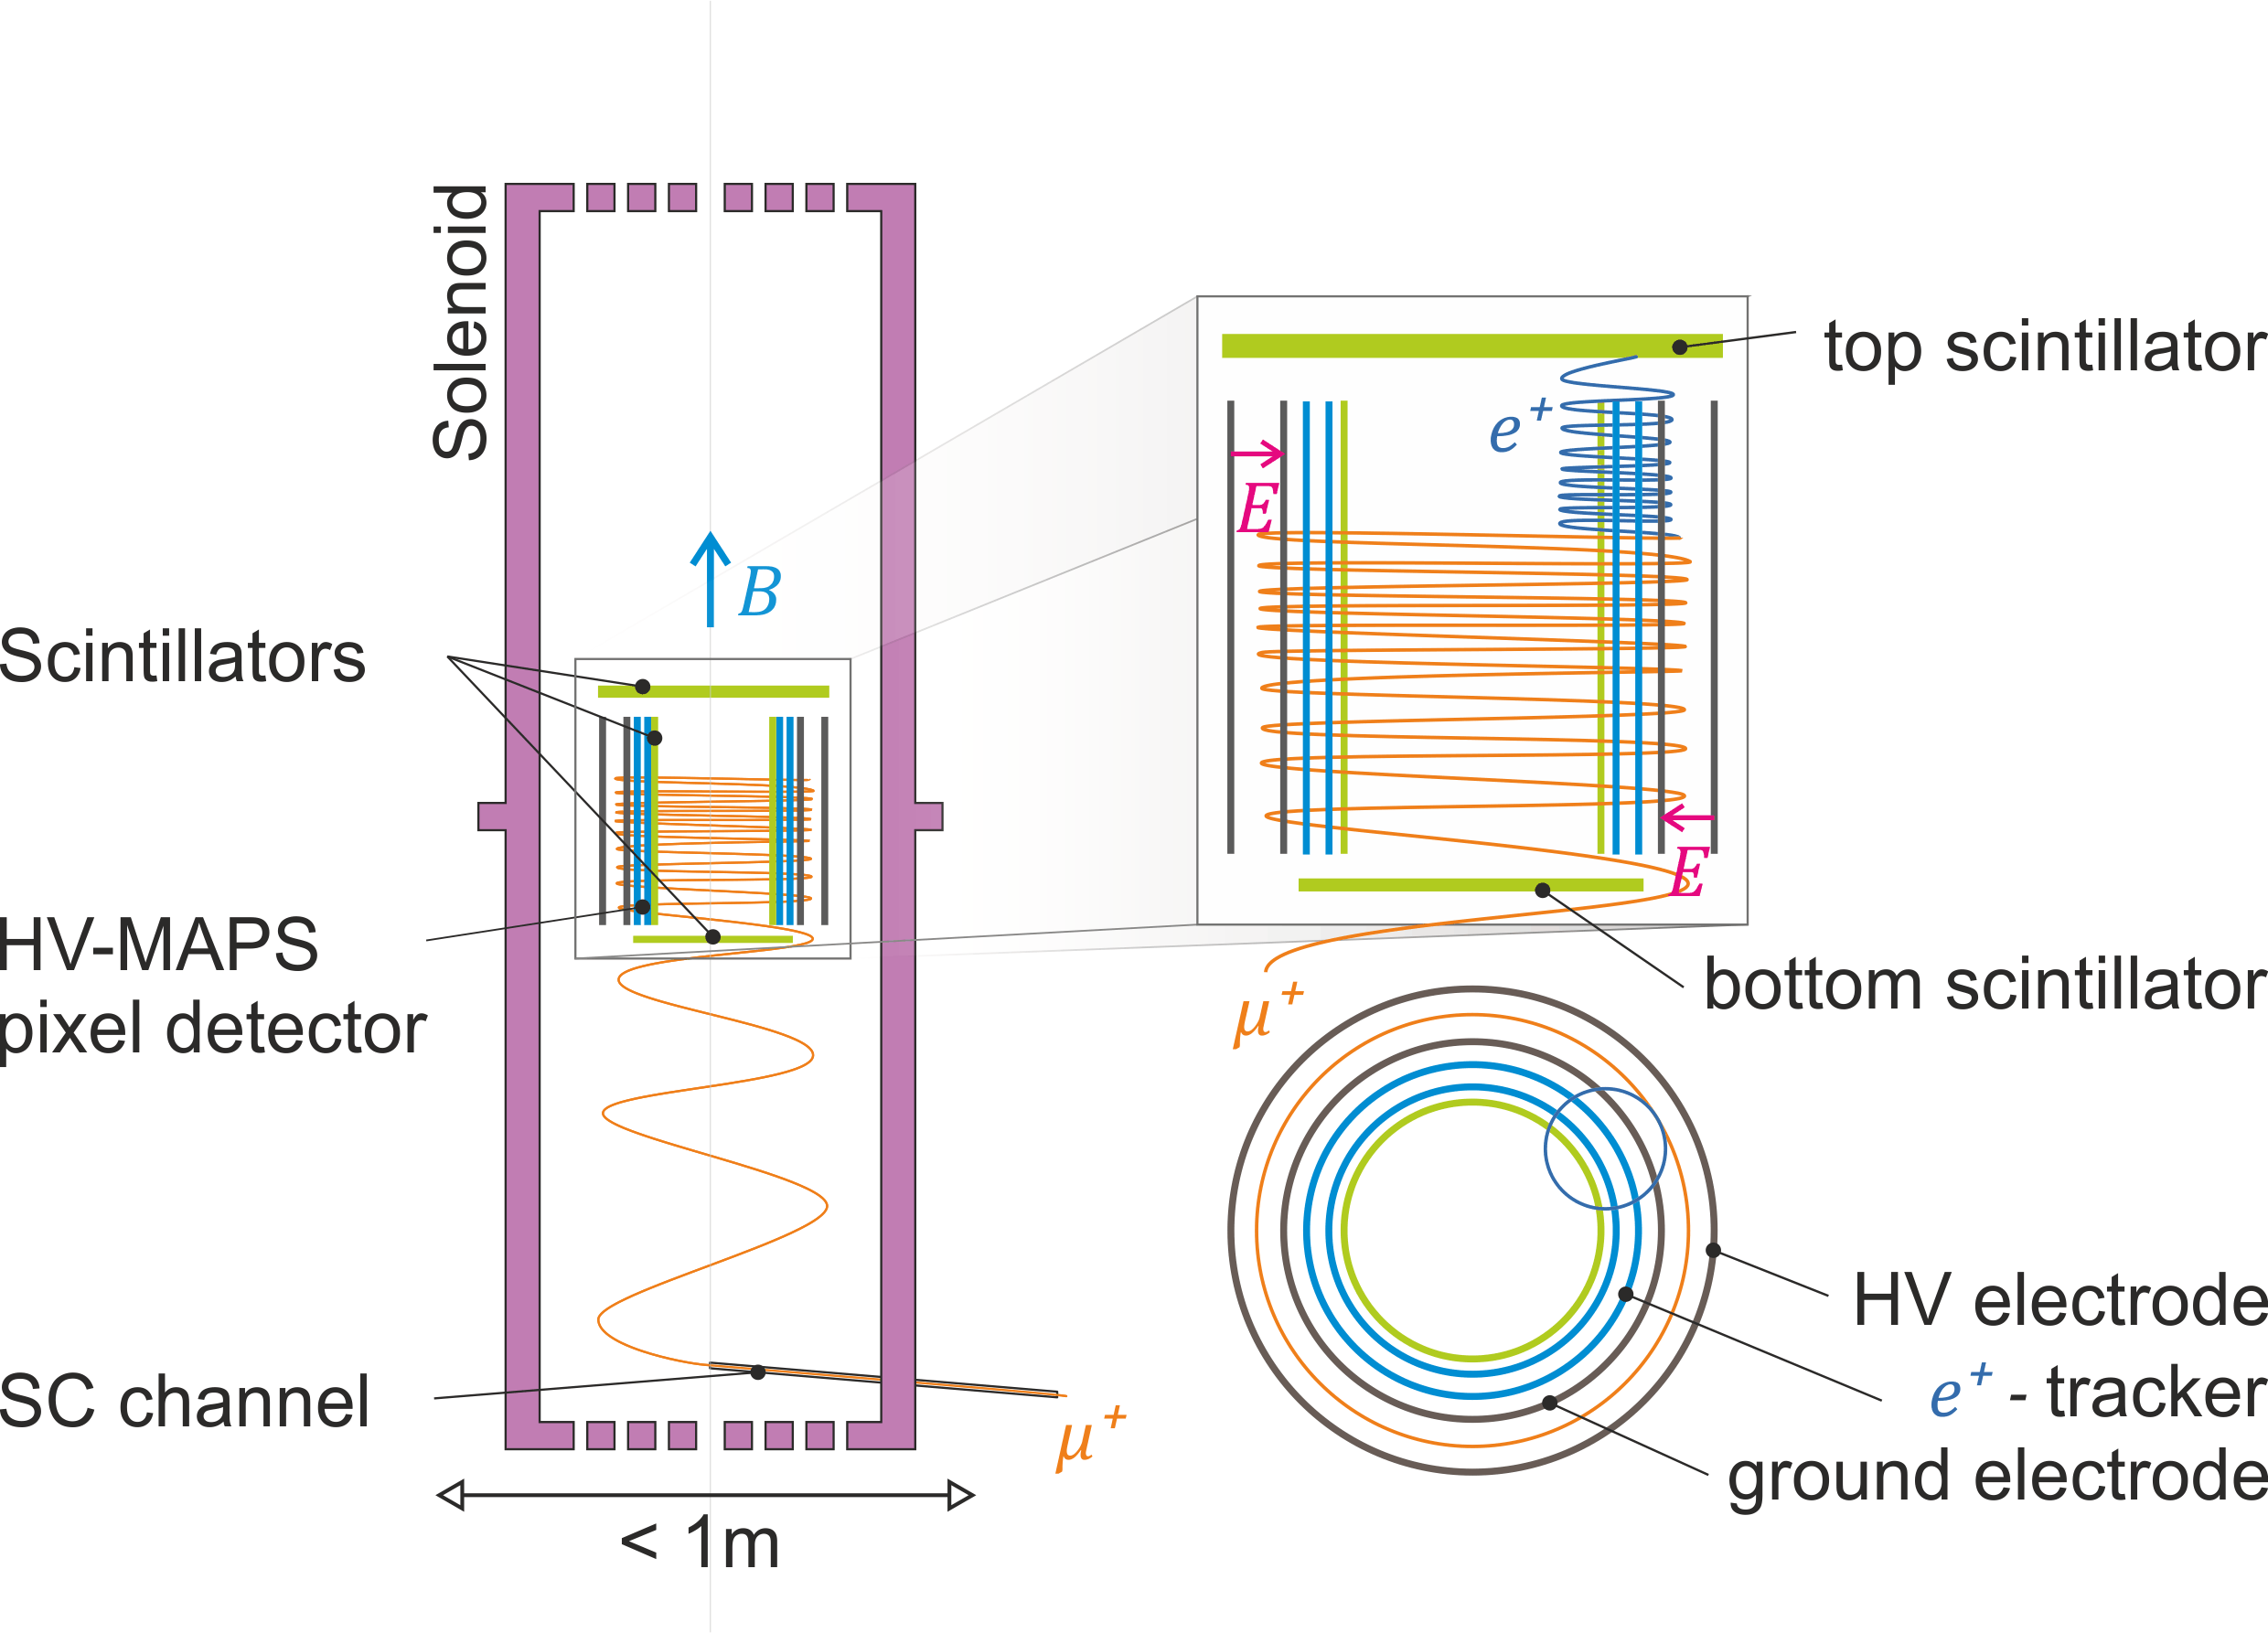 Solenoid
B
Scintillators
HV-MAPS
pixel detector
SC channel
μ⁺
< 1m
top scintillator
e⁺
E
E
bottom scintillator
μ⁺
HV electrode
e⁺ - tracker
ground electrode